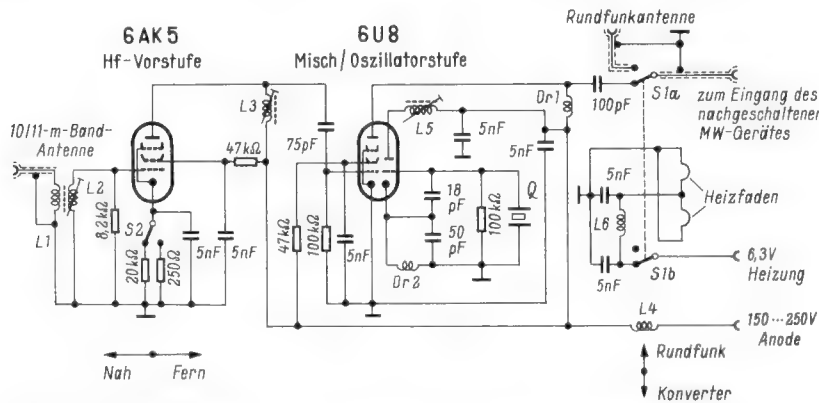 6AK5
Hf-Vorstufe
6U8
Misch/Oszillatorstufe
Rundfunkantenne
S1a
100pF
zum Eingang des
nachgeschalteten
MW-Gerätes
10/11-m-Band-
Antenne
L1
L2
8,2kΩ
S2
20kΩ
250Ω
5nF
5nF
47kΩ
L3
75pF
47kΩ
100kΩ
5nF
L5
5nF
5nF
Dr1
18
pF
50
pF
100kΩ
Q
Dr2
5nF
L6
5nF
Heizfaden
S1b
6,3V
Heizung
L4
150···250V
Anode
Nah
Fern
Rundfunk
Konverter